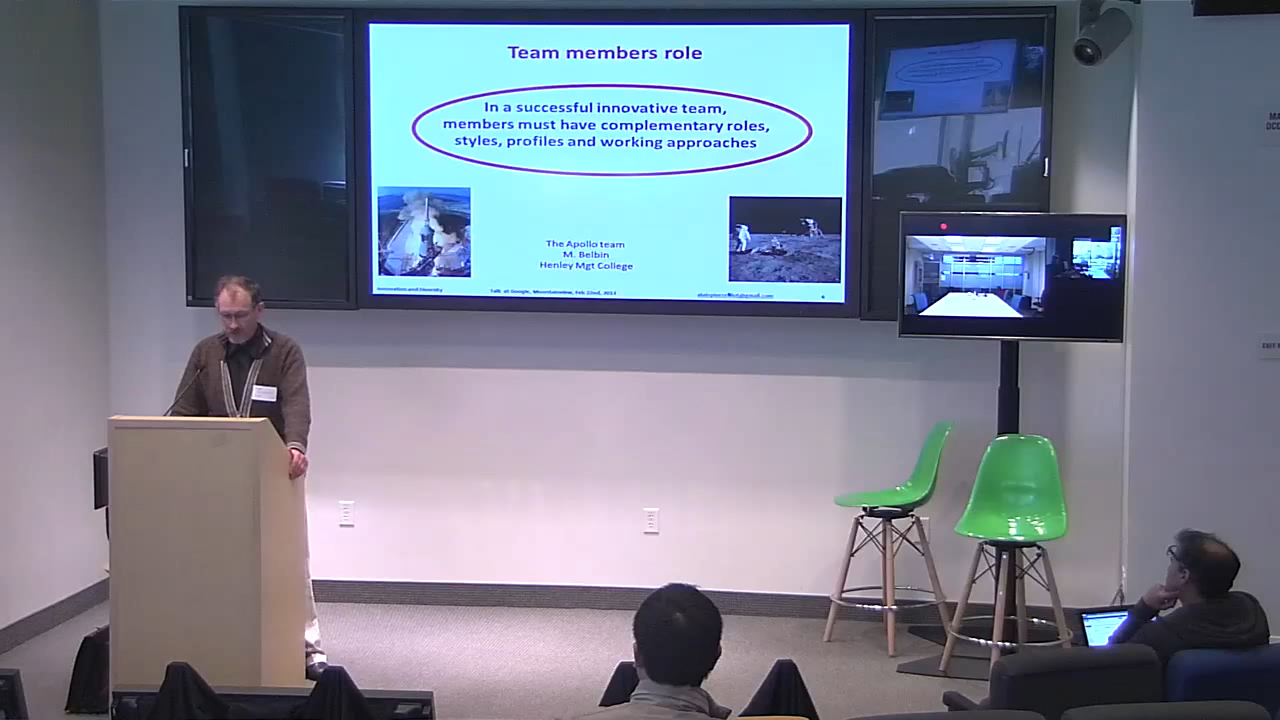 Team members role
In a successful innovative team,
members must have complementary roles,
styles, profiles and working approaches
The Apollo team
M. Belbin
Henley Mgt College
Innovation and Diversity
Talk at Google, Mountainview, Feb 22nd, 2013
6